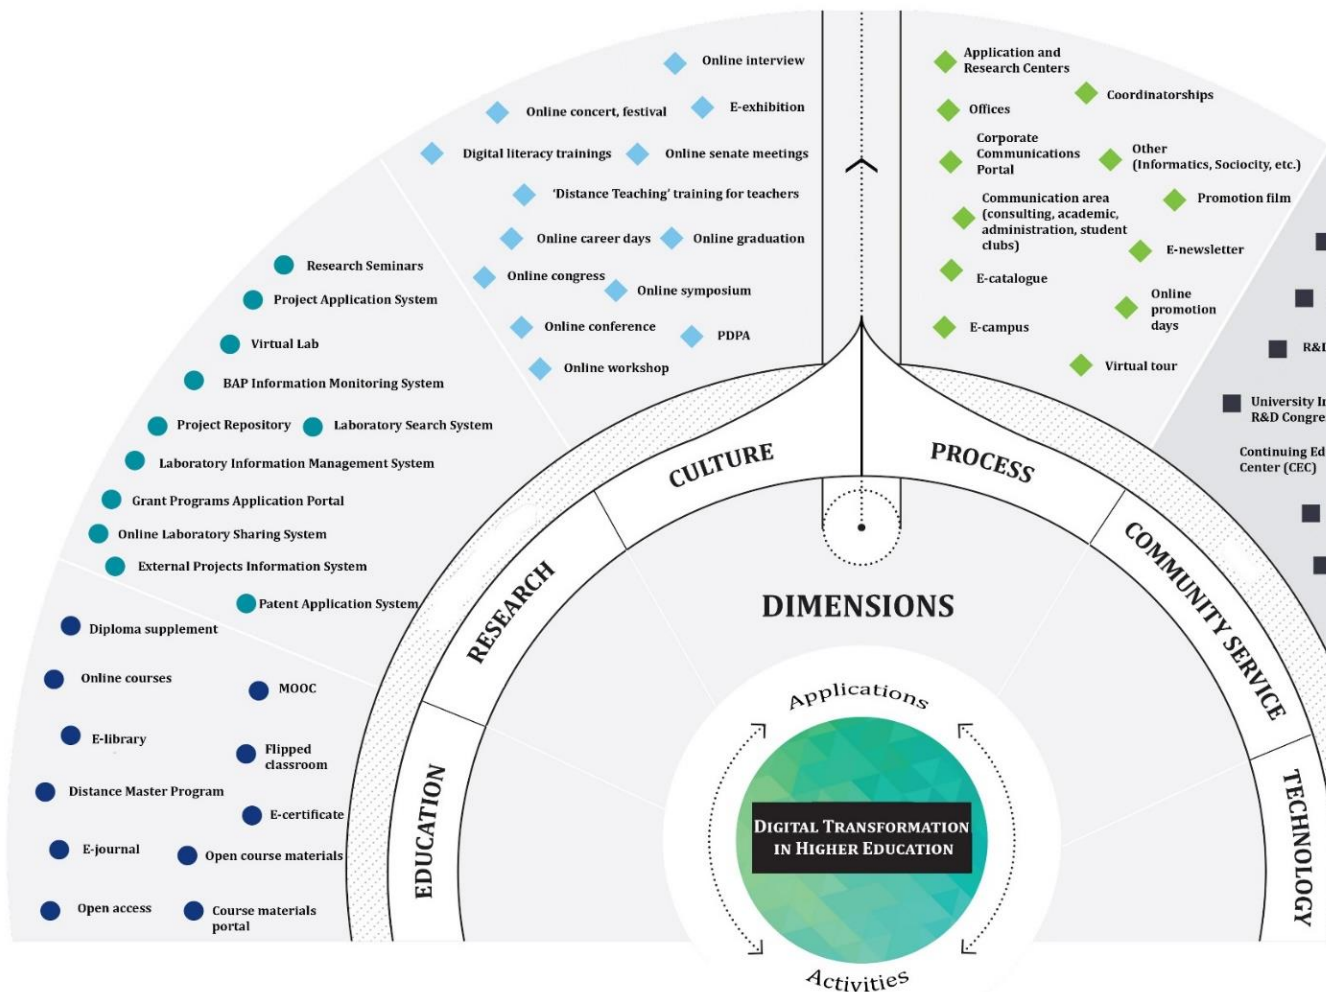 Online interview
Online concert, festival
E-exhibition
Digital literacy trainings
Online senate meetings
‘Distance Teaching’ training for teachers
Online career days
Online graduation
Online congress
Online symposium
Online conference
PDPA
Online workshop
Application and
Research Centers
Coordinatorships
Offices
Corporate
Communications
Portal
Other
(Informatics, Sociocity, etc.)
Communication area
(consulting, academic,
administration, student
clubs)
Promotion film
E-newsletter
E-catalogue
Online
promotion
days
E-campus
Virtual tour
Research Seminars
Project Application System
Virtual Lab
BAP Information Monitoring System
Project Repository
Laboratory Search System
Laboratory Information Management System
Grant Programs Application Portal
Online Laboratory Sharing System
External Projects Information System
Patent Application System
Diploma supplement
Online courses
MOOC
E-library
Flipped
classroom
Distance Master Program
E-certificate
E-journal
Open course materials
Open access
Course materials
portal
R&D
University In
R&D Congre
Continuing Ed
Center (CEC)
EDUCATION
RESEARCH
CULTURE
PROCESS
COMMUNITY SERVICE
TECHNOLOGY
DIMENSIONS
Applications
DIGITAL TRANSFORMATION
IN HIGHER EDUCATION
Activities